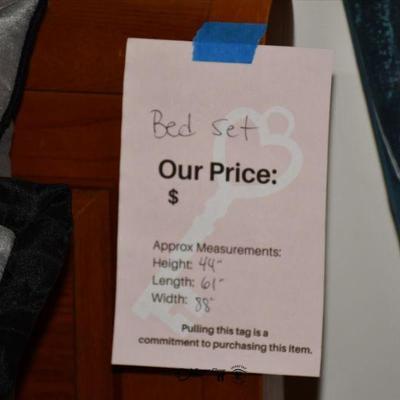 Bed set
Our Price:
$
Approx Measurements:
Height: 44"
Length: 61"
Width: 88"
Pulling this tag is a
commitment to purchasing this item.